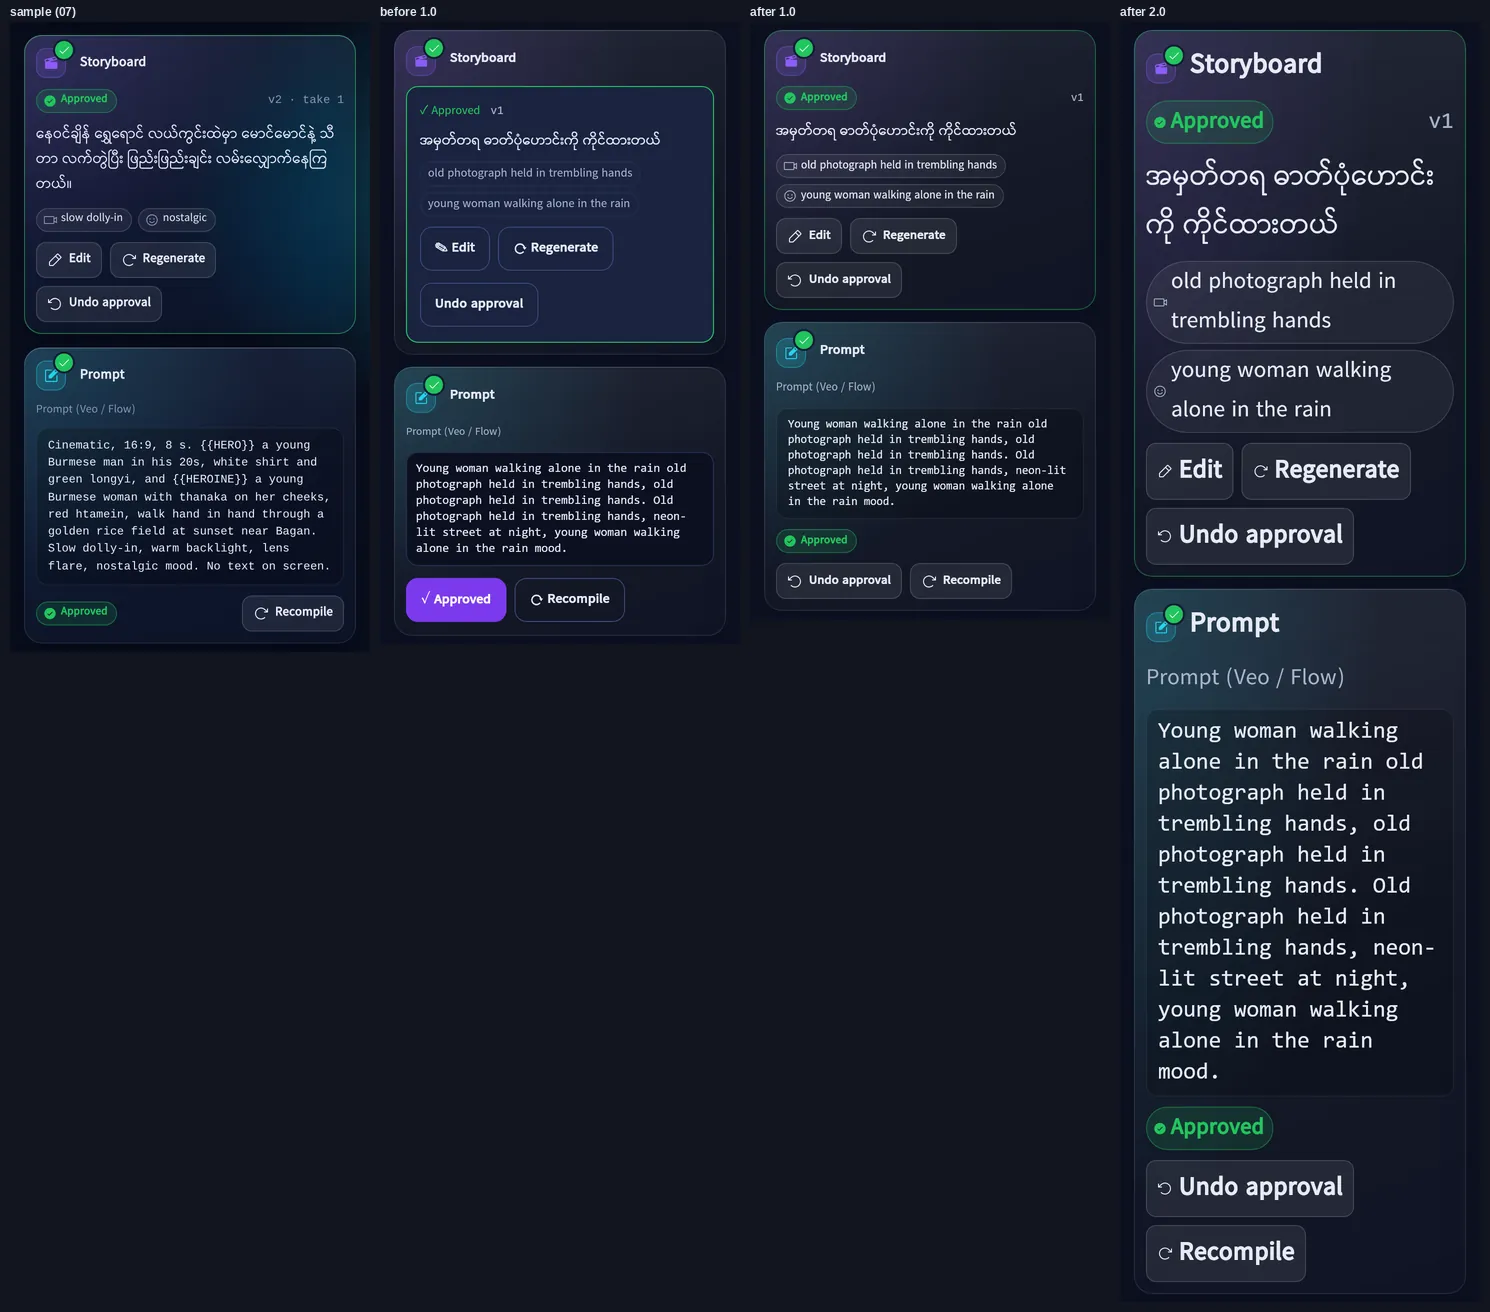 sample (07)
Storyboard
Approved
v2 · take 1
နေဝင်ချိန် ရွှေရောင် လယ်ကွင်းထဲမှာ မောင်မောင်နဲ့ သီ
တာ လက်တွဲပြီး ဖြည်းဖြည်းချင်း လမ်းလျှောက်နေကြ
တယ်။
slow dolly-in
nostalgic
Edit
Regenerate
Undo approval
Prompt
Prompt (Veo / Flow)
Cinematic, 16:9, 8 s. {{HERO}} a young
Burmese man in his 20s, white shirt and
green longyi, and {{HEROINE}} a young
Burmese woman with thanaka on her cheeks,
red htamein, walk hand in hand through a
golden rice field at sunset near Bagan.
Slow dolly-in, warm backlight, lens
flare, nostalgic mood. No text on screen.
Approved
Recompile
before 1.0
Storyboard
✓ Approved v1
အမှတ်တရ ဓာတ်ပုံဟောင်းကို ကိုင်ထားတယ်
old photograph held in trembling hands
young woman walking alone in the rain
✎ Edit
Regenerate
Undo approval
Prompt
Prompt (Veo / Flow)
Young woman walking alone in the rain old
photograph held in trembling hands, old
photograph held in trembling hands. Old
photograph held in trembling hands, neon-
lit street at night, young woman walking
alone in the rain mood.
✓ Approved
Recompile
after 1.0
Storyboard
Approved
v1
အမှတ်တရ ဓာတ်ပုံဟောင်းကို ကိုင်ထားတယ်
old photograph held in trembling hands
young woman walking alone in the rain
Edit
Regenerate
Undo approval
Prompt
Prompt (Veo / Flow)
Young woman walking alone in the rain old
photograph held in trembling hands, old
photograph held in trembling hands. Old
photograph held in trembling hands, neon-lit
street at night, young woman walking alone
in the rain mood.
Approved
Undo approval
Recompile
after 2.0
Storyboard
Approved
v1
အမှတ်တရ ဓာတ်ပုံဟောင်း
ကို ကိုင်ထားတယ်
old photograph held in
trembling hands
young woman walking
alone in the rain
Edit
Regenerate
Undo approval
Prompt
Prompt (Veo / Flow)
Young woman walking
alone in the rain old
photograph held in
trembling hands, old
photograph held in
trembling hands. Old
photograph held in
trembling hands, neon-
lit street at night,
young woman walking
alone in the rain
mood.
Approved
Undo approval
Recompile